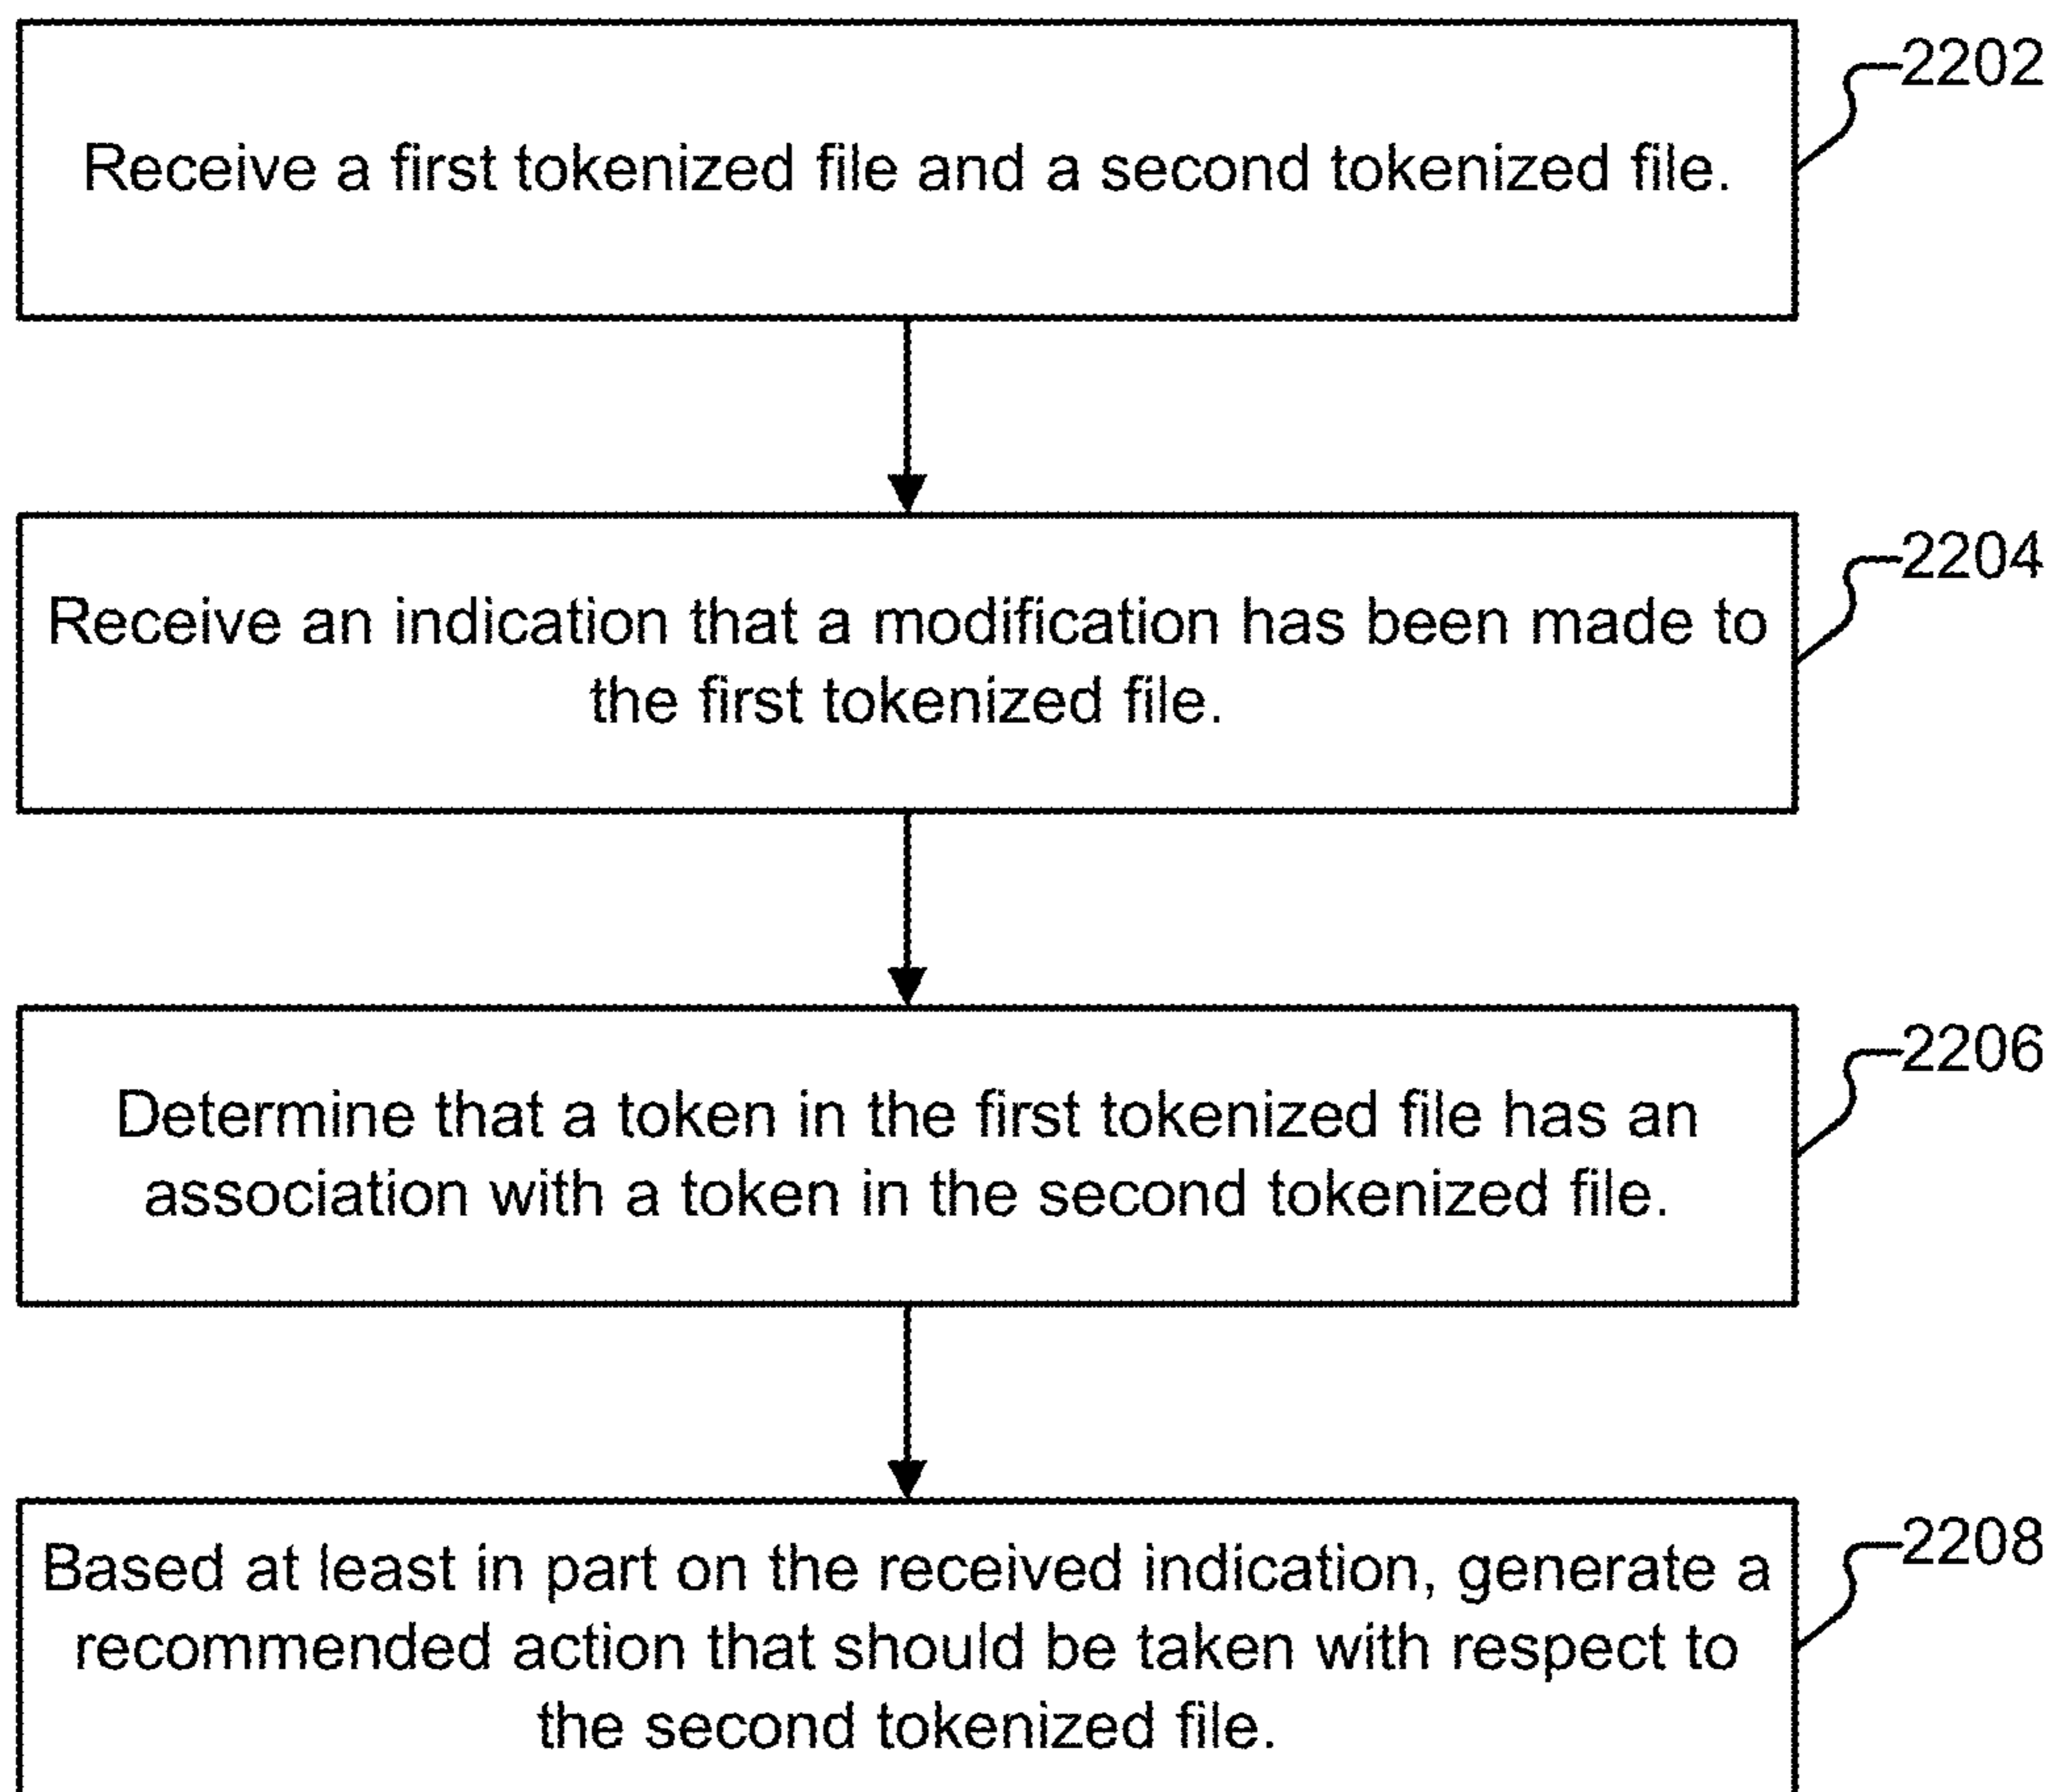 Receive a first tokenized file and a second tokenized file.
2202
Receive an indication that a modification has been made to
the first tokenized file.
2204
Determine that a token in the first tokenized file has an
association with a token in the second tokenized file.
2206
Based at least in part on the received indication, generate a
recommended action that should be taken with respect to
the second tokenized file.
2208